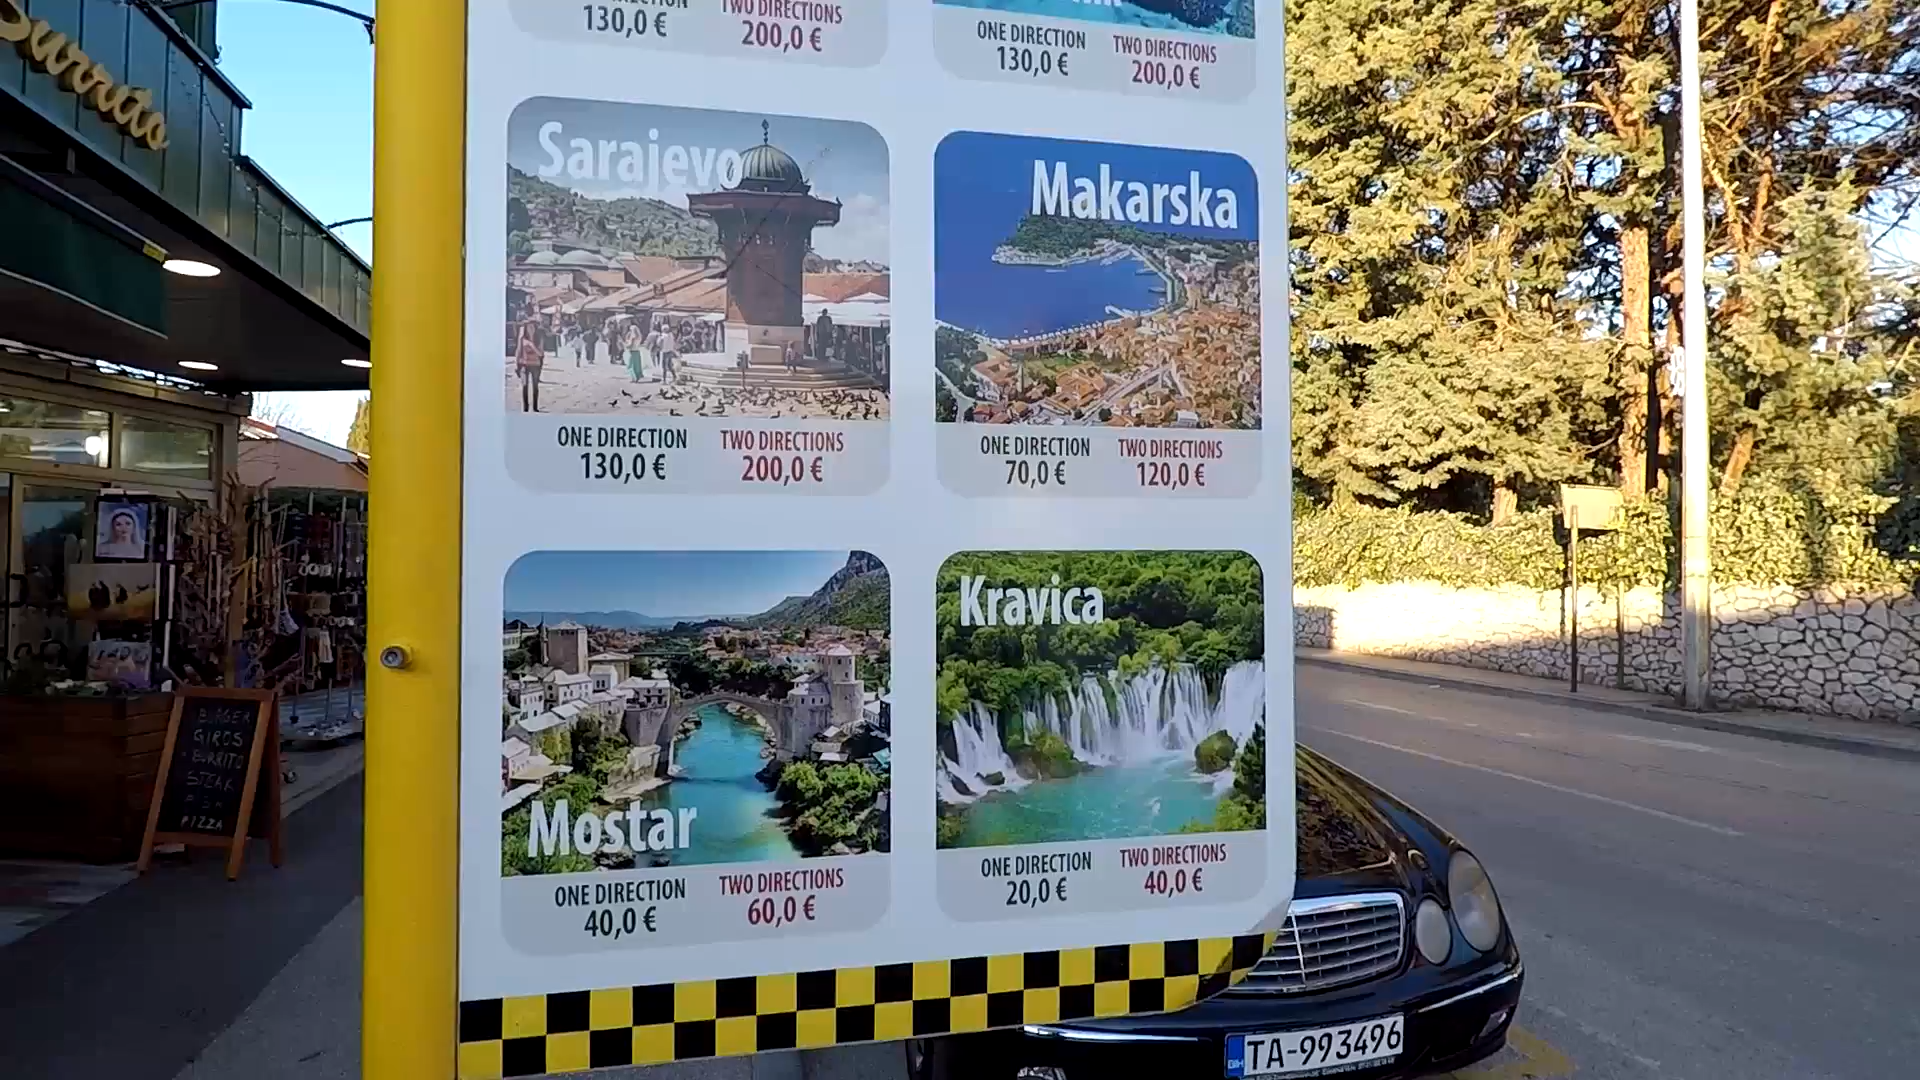 Burrito
130,0 €
TWO DIRECTIONS
200,0 €
ONE DIRECTION
130,0 €
TWO DIRECTIONS
200,0 €
Sarajevo
ONE DIRECTION
130,0 €
TWO DIRECTIONS
200,0 €
Makarska
ONE DIRECTION
70,0 €
TWO DIRECTIONS
120,0 €
Mostar
ONE DIRECTION
40,0 €
TWO DIRECTIONS
60,0 €
Kravica
ONE DIRECTION
20,0 €
TWO DIRECTIONS
40,0 €
BURGER
GIROS
BURRITO
STEAK
PIZZA
BIH
TA-993496